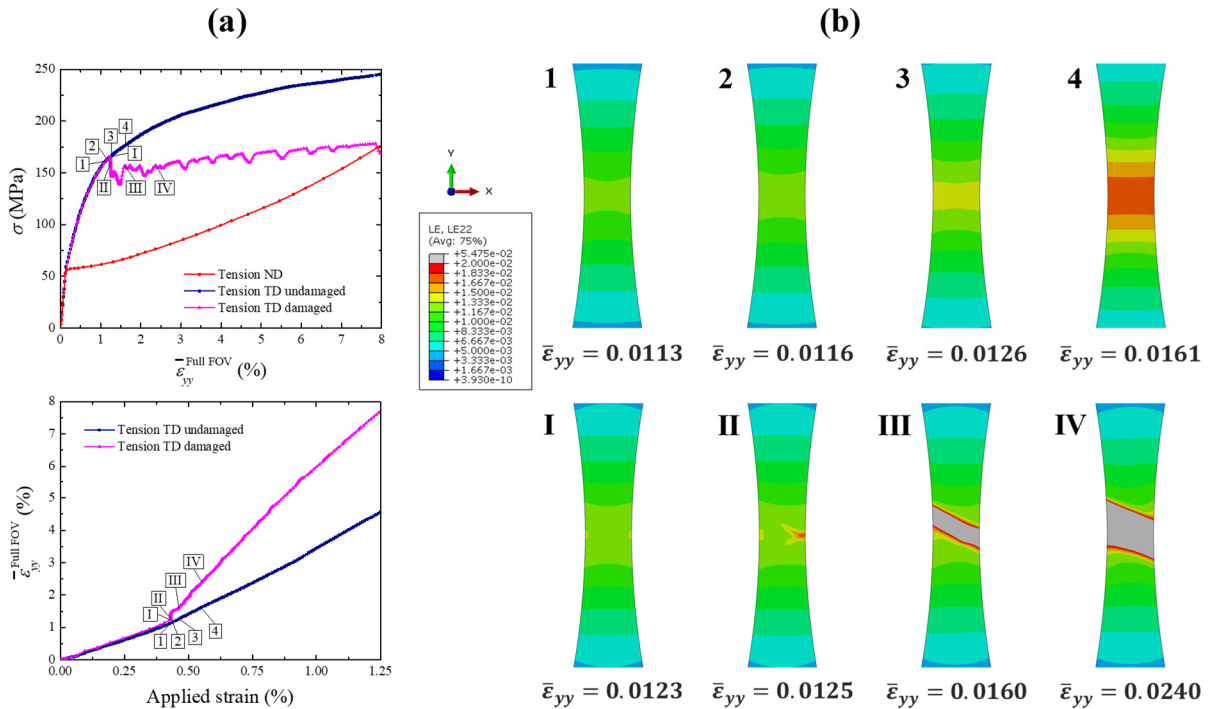 (a)
(b)
250
200
150
100
50
0
σ (MPa)
1
2
3
4
I
II
III
IV
Tension ND
Tension TD undamaged
Tension TD damaged
0 1 2 3 4 5 6 7 8
ε̅yy Full FOV (%)
8
7
6
5
4
3
2
1
0
ε̅yy Full FOV (%)
Tension TD undamaged
Tension TD damaged
IV
III
II
I
1
2
3
4
0.00 0.25 0.50 0.75 1.00 1.25
Applied strain (%)
Y
X
LE, LE22
(Avg: 75%)
+5.475e-02
+2.000e-02
+1.833e-02
+1.667e-02
+1.500e-02
+1.333e-02
+1.167e-02
+1.000e-02
+8.333e-03
+6.667e-03
+5.000e-03
+3.333e-03
+1.667e-03
+3.930e-10
1
2
3
4
ε̅yy = 0.0113
ε̅yy = 0.0116
ε̅yy = 0.0126
ε̅yy = 0.0161
I
II
III
IV
ε̅yy = 0.0123
ε̅yy = 0.0125
ε̅yy = 0.0160
ε̅yy = 0.0240